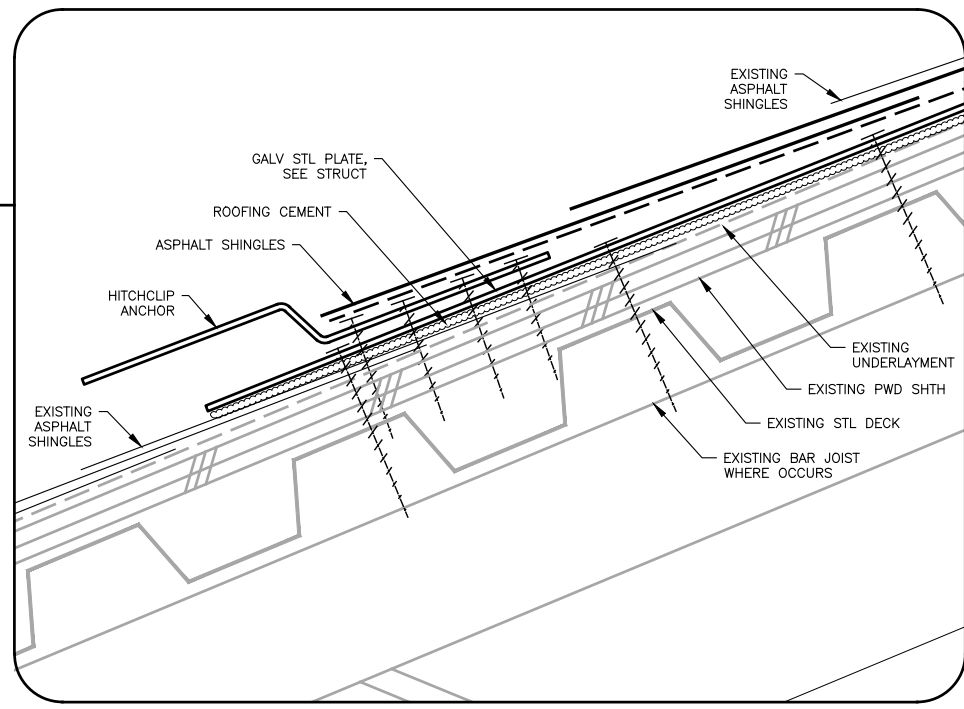 EXISTING
ASPHALT
SHINGLES
GALV STL PLATE,
SEE STRUCT
ROOFING CEMENT
ASPHALT SHINGLES
HITCHCLIP
ANCHOR
EXISTING
ASPHALT
SHINGLES
EXISTING
UNDERLAYMENT
EXISTING PWD SHTH
EXISTING STL DECK
EXISTING BAR JOIST
WHERE OCCURS